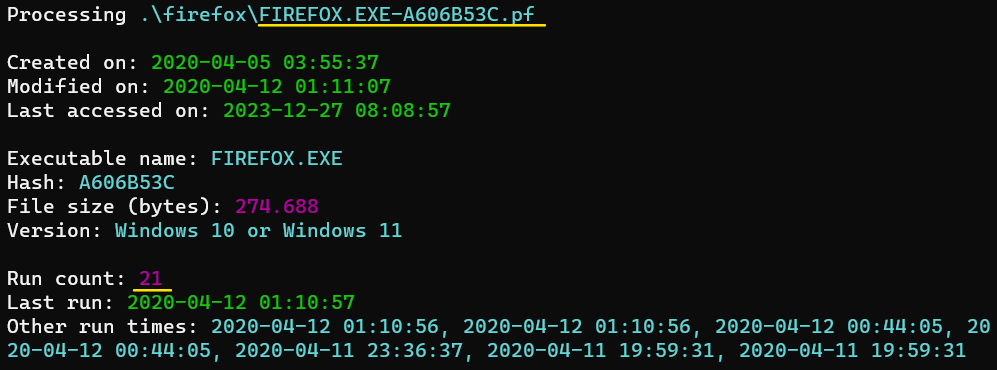 Processing .\firefox\FIREFOX.EXE-A606B53C.pf
Created on: 2020-04-05 03:55:37
Modified on: 2020-04-12 01:11:07
Last accessed on: 2023-12-27 08:08:57
Executable name: FIREFOX.EXE
Hash: A606B53C
File size (bytes): 274.688
Version: Windows 10 or Windows 11
Run count: 21
Last run: 2020-04-12 01:10:57
Other run times: 2020-04-12 01:10:56, 2020-04-12 01:10:56, 2020-04-12 00:44:05, 20
20-04-12 00:44:05, 2020-04-11 23:36:37, 2020-04-11 19:59:31, 2020-04-11 19:59:31